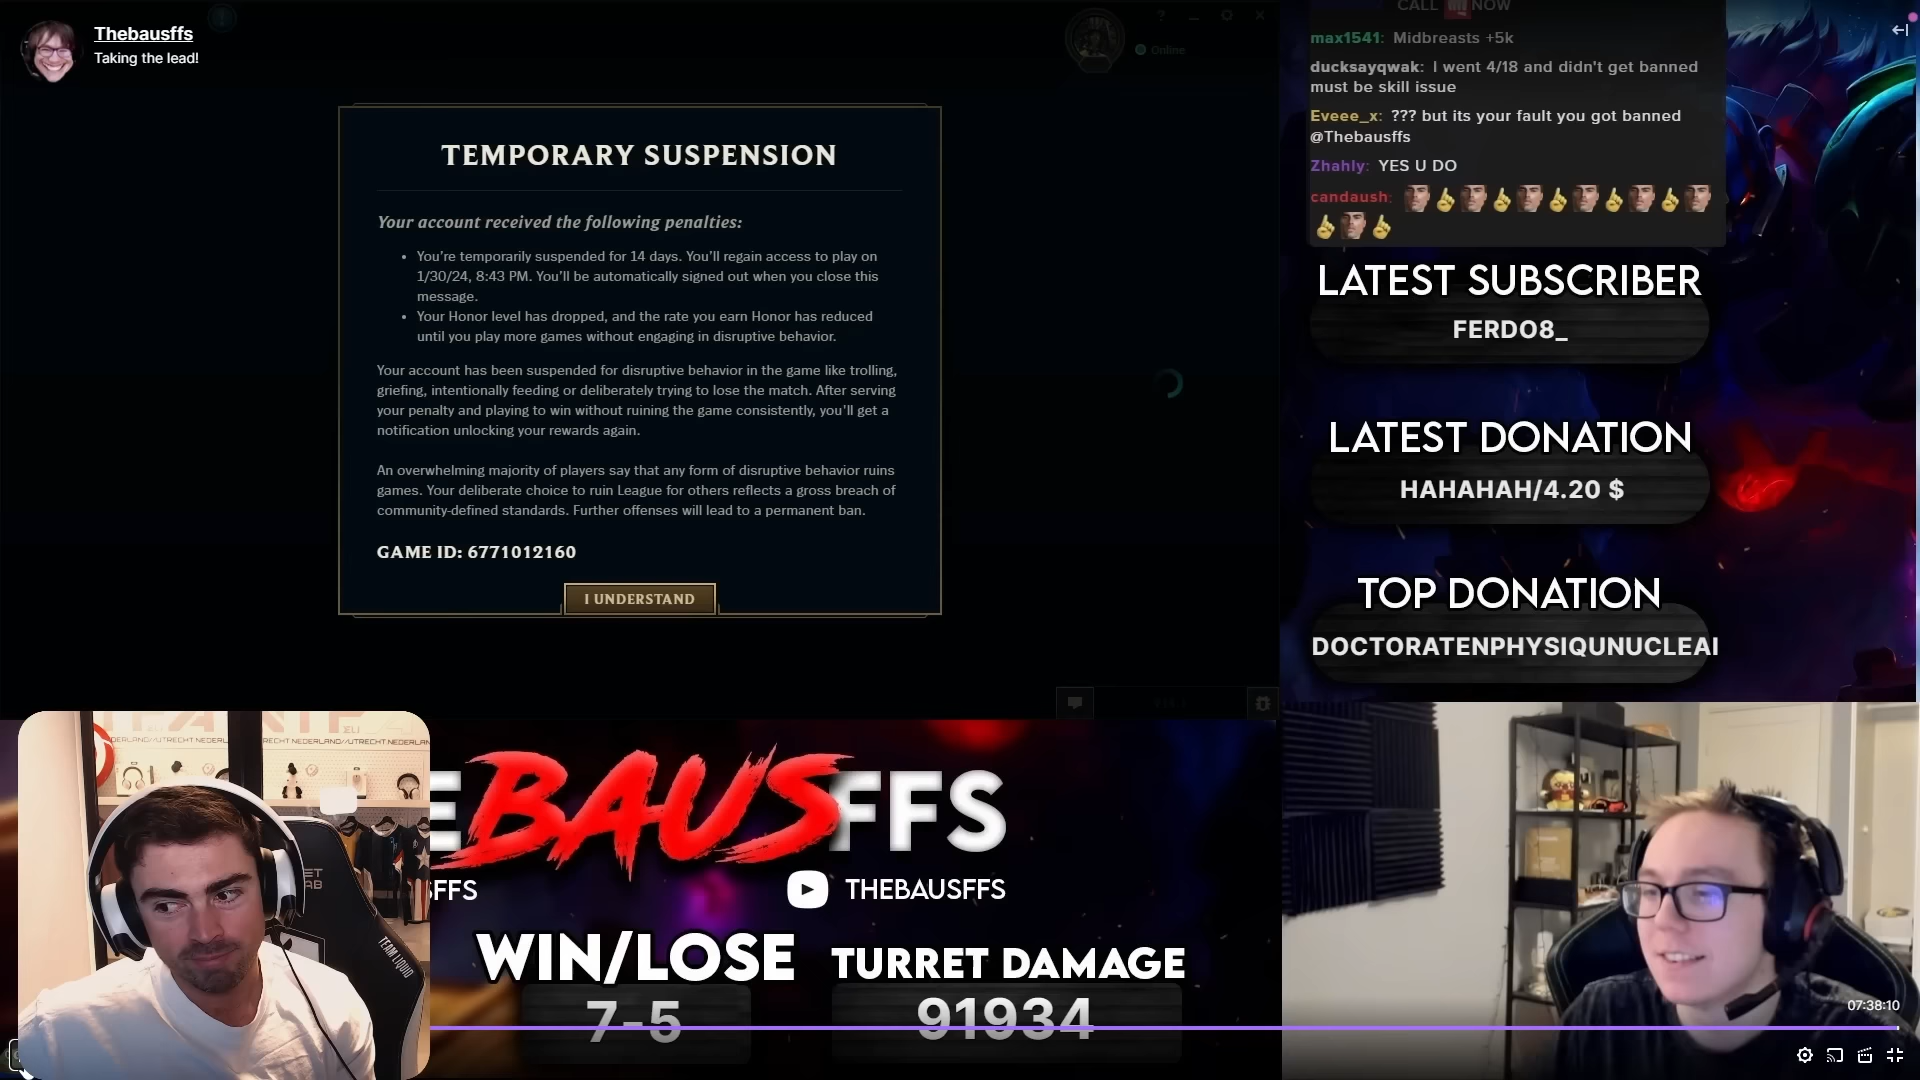 Thebausffs
Taking the lead!
? 
Online
TEMPORARY SUSPENSION
Your account received the following penalties:
• You're temporarily suspended for 14 days. You'll regain access to play on
1/30/24, 8:43 PM. You'll be automatically signed out when you close this
message.
• Your Honor level has dropped, and the rate you earn Honor has reduced
until you play more games without engaging in disruptive behavior.
Your account has been suspended for disruptive behavior in the game like trolling,
griefing, intentionally feeding or deliberately trying to lose the match. After serving
your penalty and playing to win without ruining the game consistently, you'll get a
notification unlocking your rewards again.
An overwhelming majority of players say that any form of disruptive behavior ruins
games. Your deliberate choice to ruin League for others reflects a gross breach of
community-defined standards. Further offenses will lead to a permanent ban.
GAME ID: 6771012160
I UNDERSTAND
CALL NOW
max1541: Midbreasts +5k
ducksayqwak: I went 4/18 and didn't get banned
must be skill issue
Eveee_x: ??? but its your fault you got banned
@Thebausffs
Zhahly: YES U DO
candaush:
LATEST SUBSCRIBER
FERDO8_
LATEST DONATION
HAHAHAH/4.20 $
TOP DONATION
DOCTORATENPHYSIQUNUCLEAI
EBAUSFFS
SFFS
THEBAUSFFS
WIN/LOSE
7-5
TURRET DAMAGE
91934
TEAM LIQUID
07:38:10